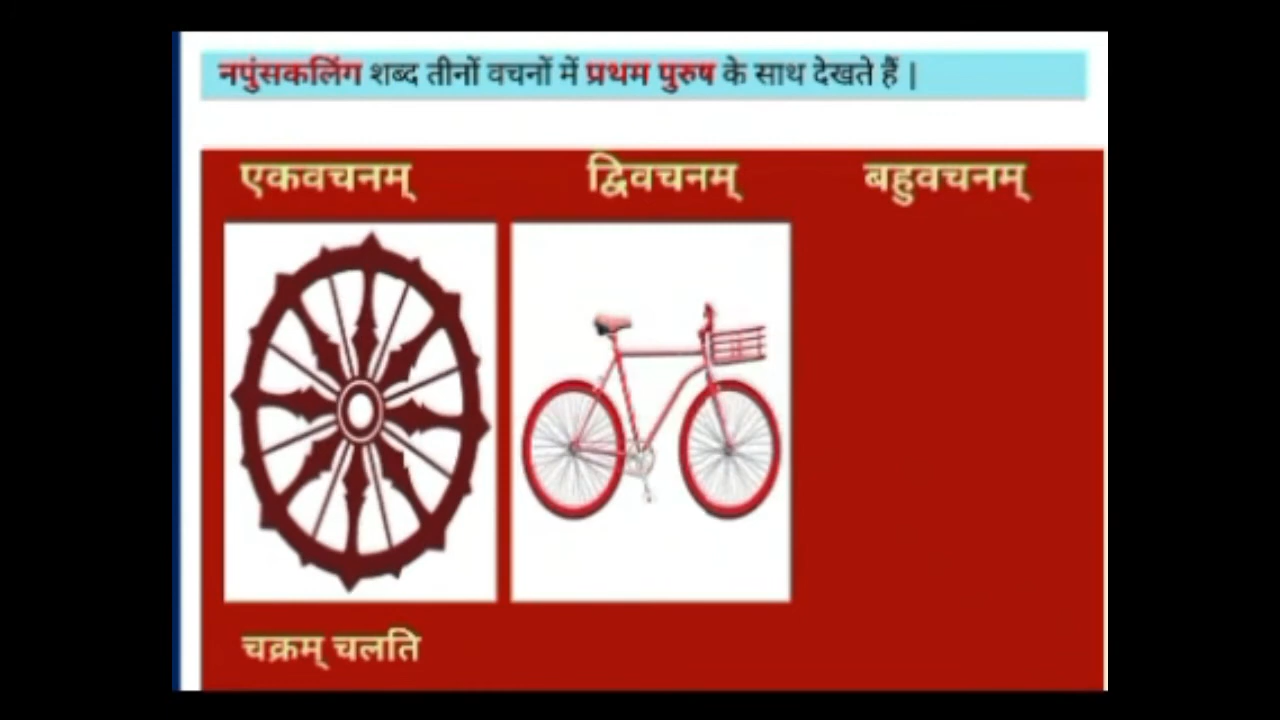 नपुंसकलिंग शब्द तीनों वचनों में प्रथम पुरुष के साथ देखते हैं |
एकवचनम् द्विवचनम् बहुवचनम्
चक्रम् चलति